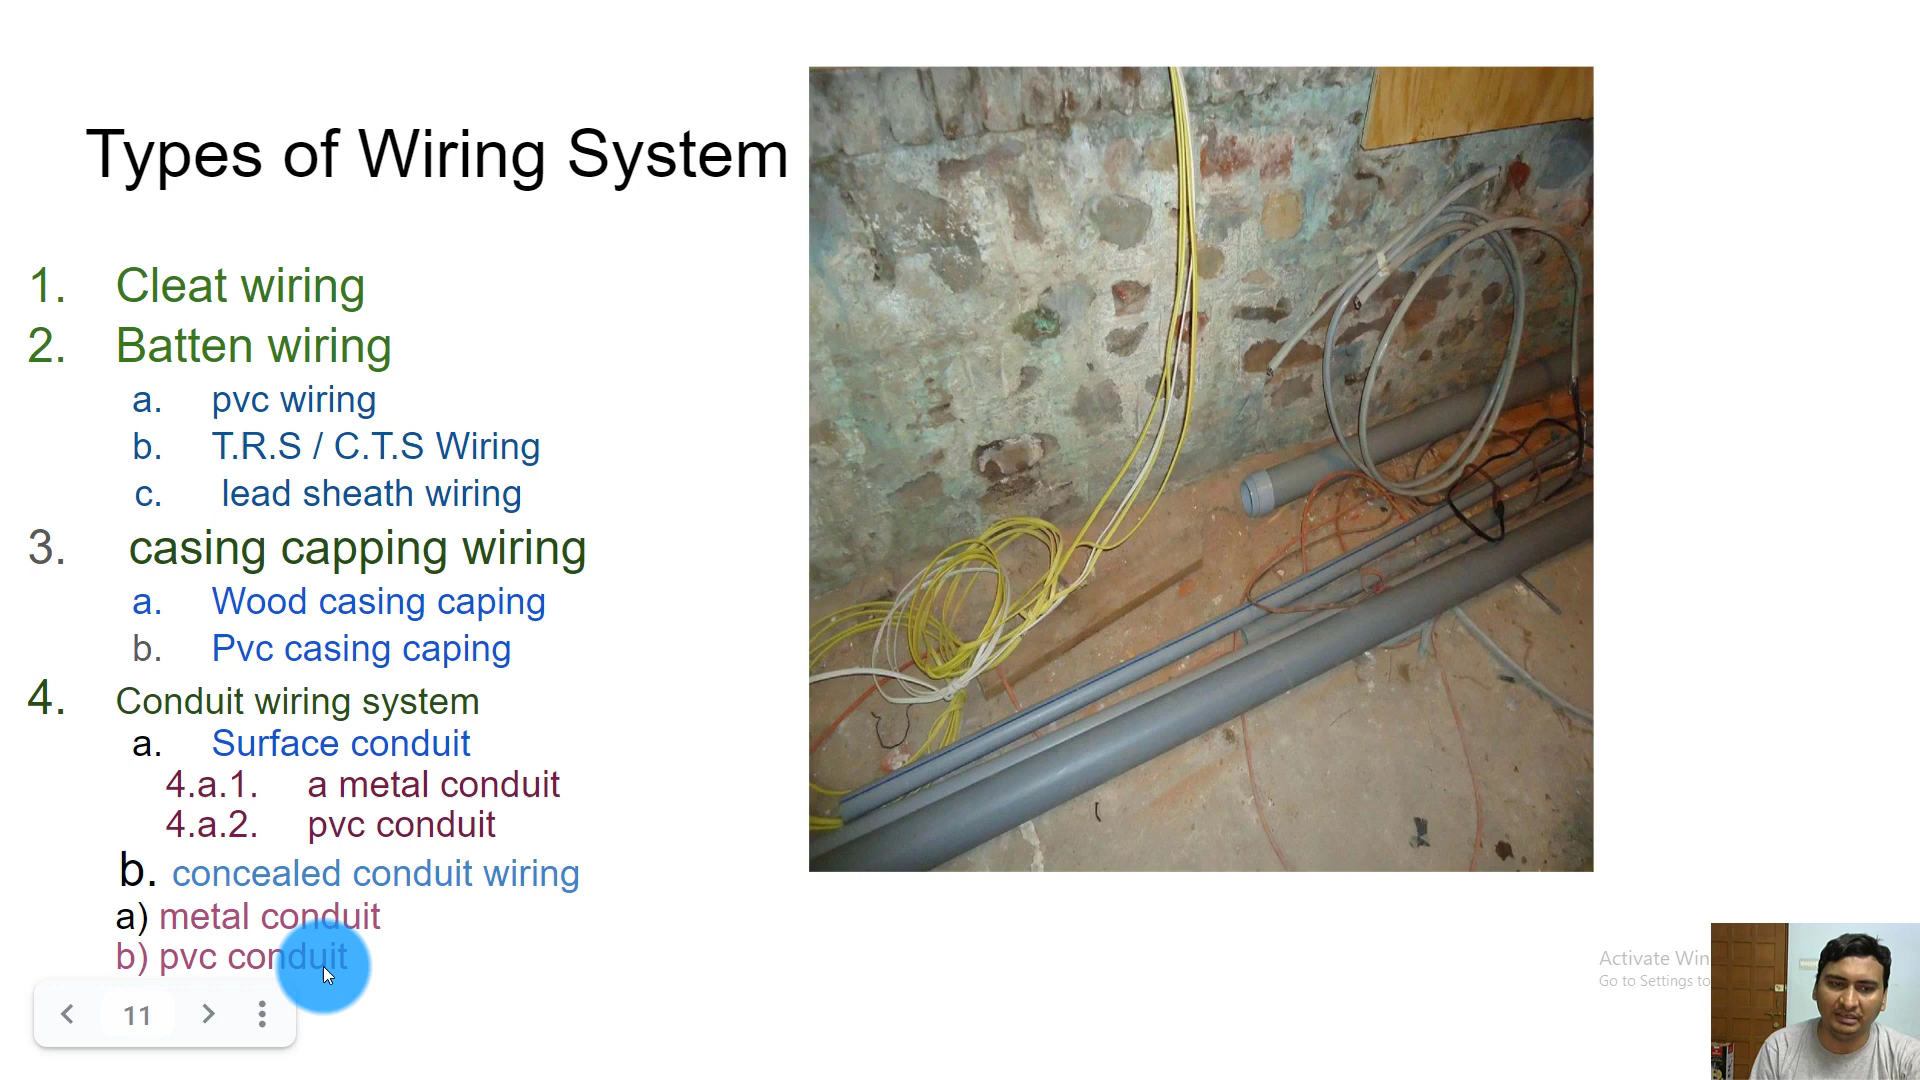 Types of Wiring System
1. Cleat wiring
2. Batten wiring
a. pvc wiring
b. T.R.S / C.T.S Wiring
c. lead sheath wiring
3. casing capping wiring
a. Wood casing caping
b. Pvc casing caping
4. Conduit wiring system
a. Surface conduit
4.a.1. a metal conduit
4.a.2. pvc conduit
b. concealed conduit wiring
a) metal conduit
b) pvc conduit
11
Activate Win
Go to Settings to